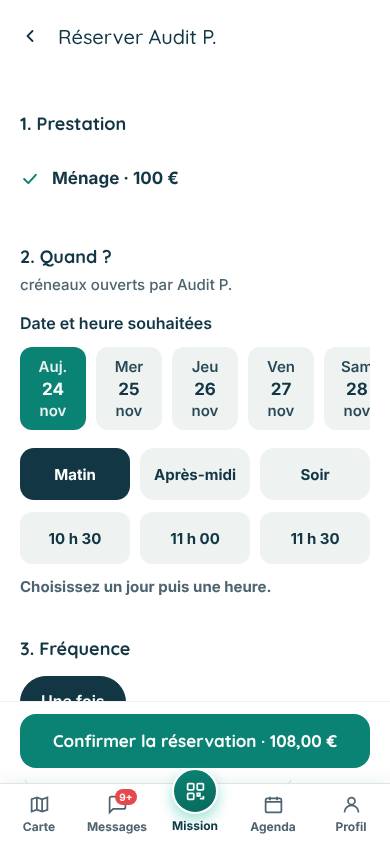 Réserver Audit P.
1. Prestation
Ménage · 100 €
2. Quand ?
créneaux ouverts par Audit P.
Date et heure souhaitées
Auj. Mer Jeu Ven Sam
24 25 26 27 28
nov nov nov nov nov
Matin Après-midi Soir
10 h 30 11 h 00 11 h 30
Choisissez un jour puis une heure.
3. Fréquence
Une fois
Confirmer la réservation · 108,00 €
9+
Carte Messages Mission Agenda Profil